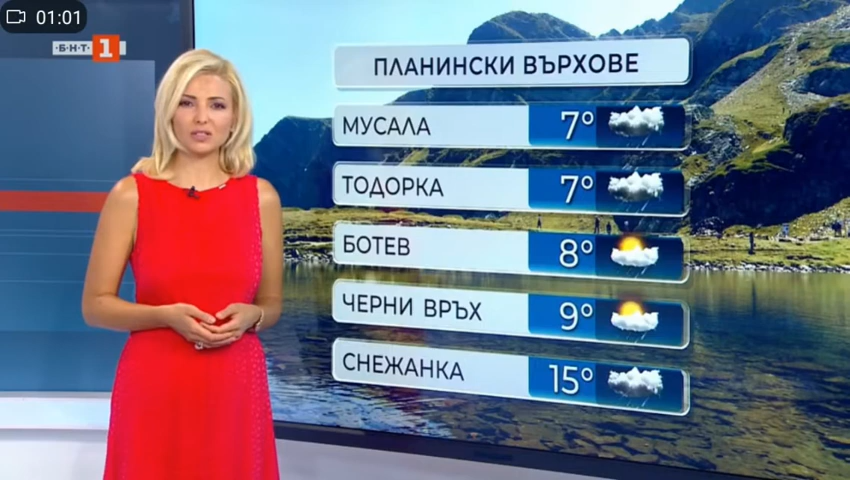 01:01
БНТ 1
ПЛАНИНСКИ ВЪРХОВЕ
МУСАЛА 7°
ТОДОРКА 7°
БОТЕВ 8°
ЧЕРНИ ВРЪХ 9°
СНЕЖАНКА 15°